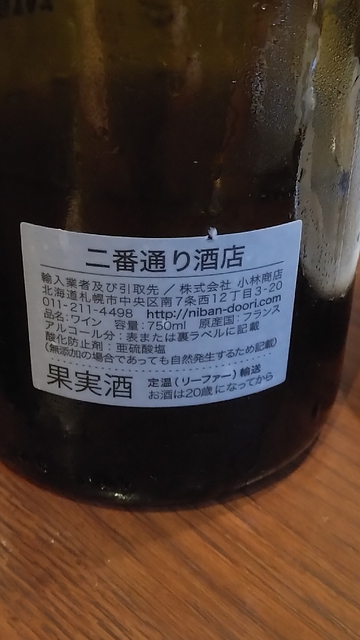 二番通り酒店
輸入業者及び引取先／株式会社 小林商店
北海道札幌市中央区南7条西12丁目3-20
011-211-4498 http://niban-doori.com
品名:ワイン 容量:750ml 原産国:フランス
アルコール分:表または裏ラベルに記載
酸化防止剤:亜硫酸塩
(無添加の場合であっても自然発生するため記載)
果実酒 定温(リーファー)輸送
お酒は20歳になってから